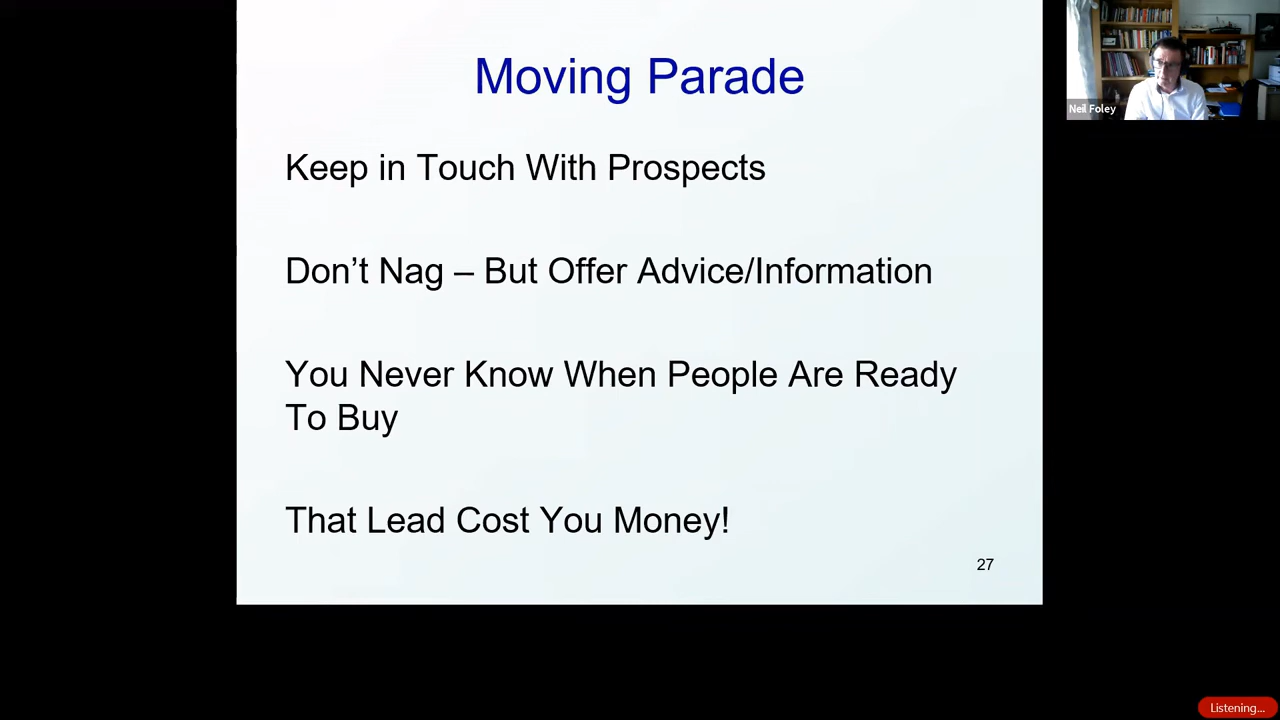 Moving Parade
Keep in Touch With Prospects
Don’t Nag – But Offer Advice/Information
You Never Know When People Are Ready
To Buy
That Lead Cost You Money!
27
Neil Foley
Listening...